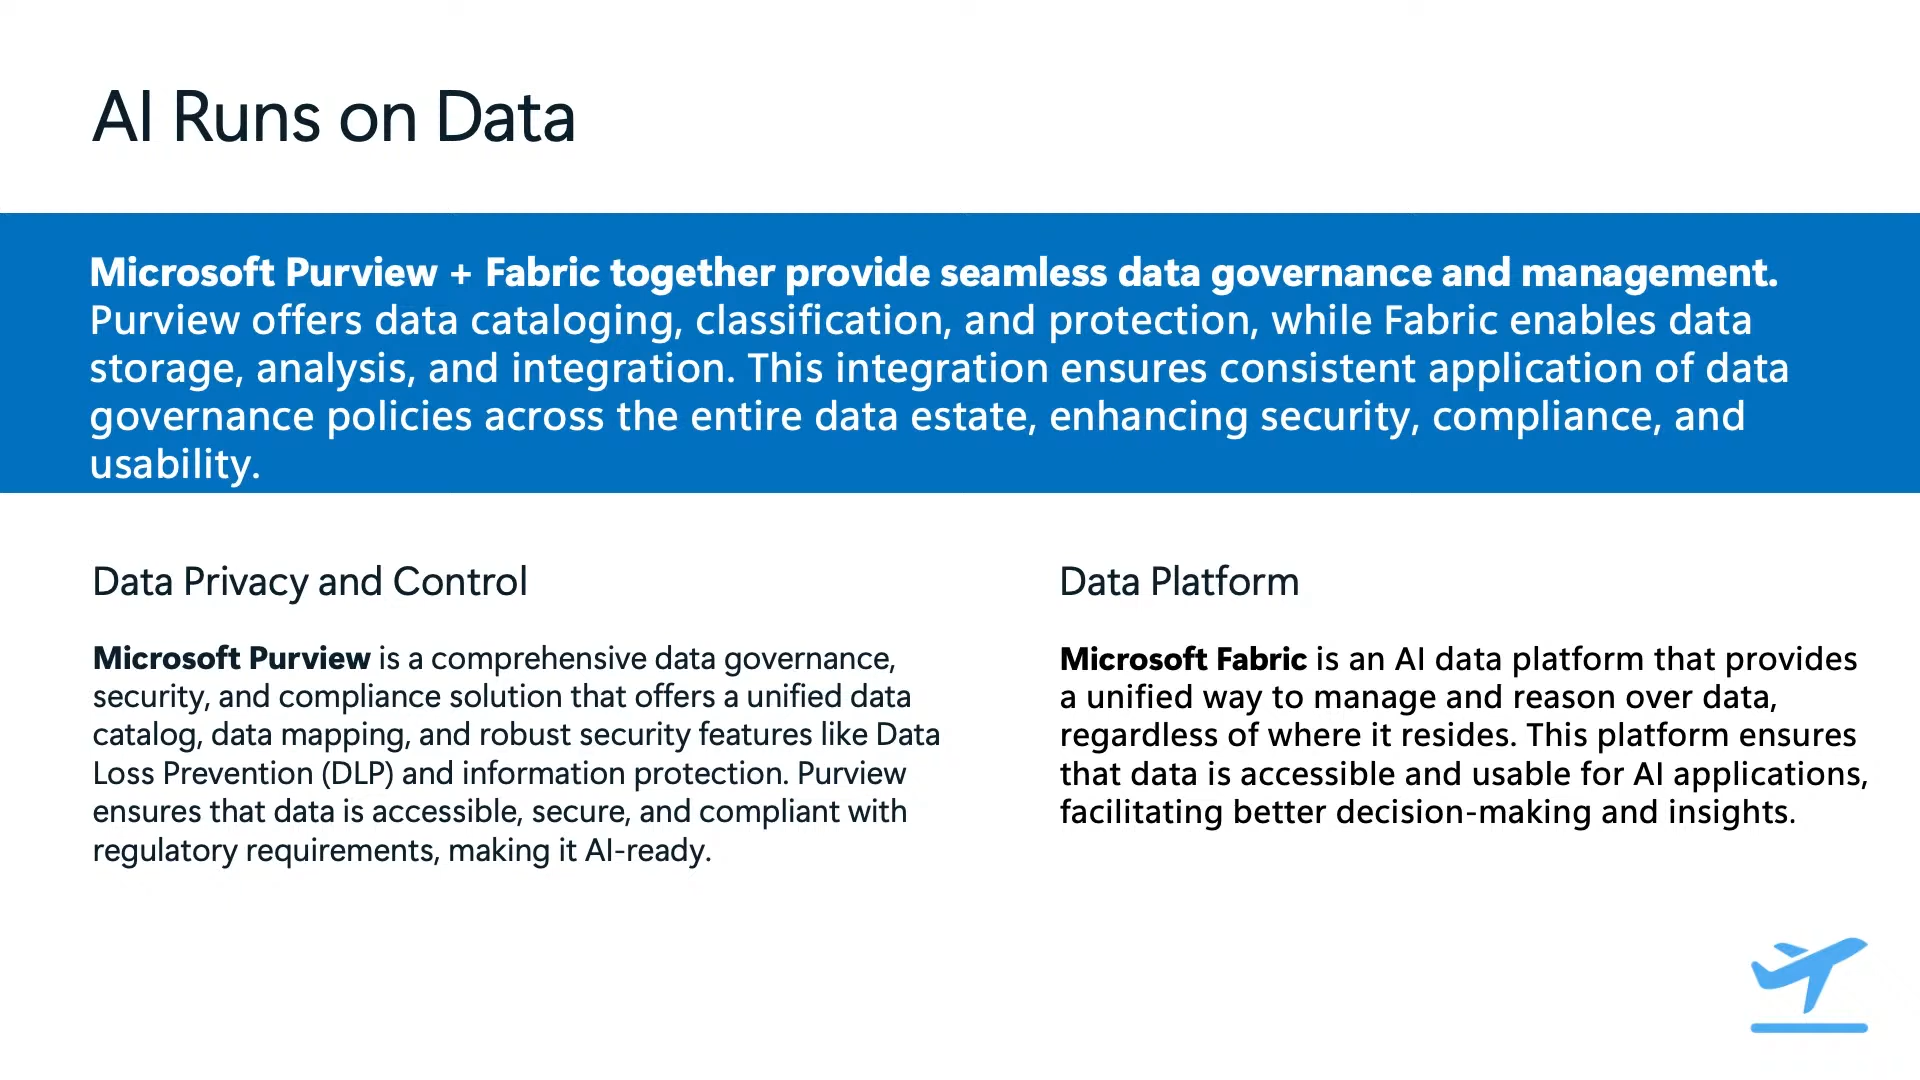 AI Runs on Data
Microsoft Purview + Fabric together provide seamless data governance and management.
Purview offers data cataloging, classification, and protection, while Fabric enables data
storage, analysis, and integration. This integration ensures consistent application of data
governance policies across the entire data estate, enhancing security, compliance, and
usability.
Data Privacy and Control
Microsoft Purview is a comprehensive data governance,
security, and compliance solution that offers a unified data
catalog, data mapping, and robust security features like Data
Loss Prevention (DLP) and information protection. Purview
ensures that data is accessible, secure, and compliant with
regulatory requirements, making it AI-ready.
Data Platform
Microsoft Fabric is an AI data platform that provides
a unified way to manage and reason over data,
regardless of where it resides. This platform ensures
that data is accessible and usable for AI applications,
facilitating better decision-making and insights.